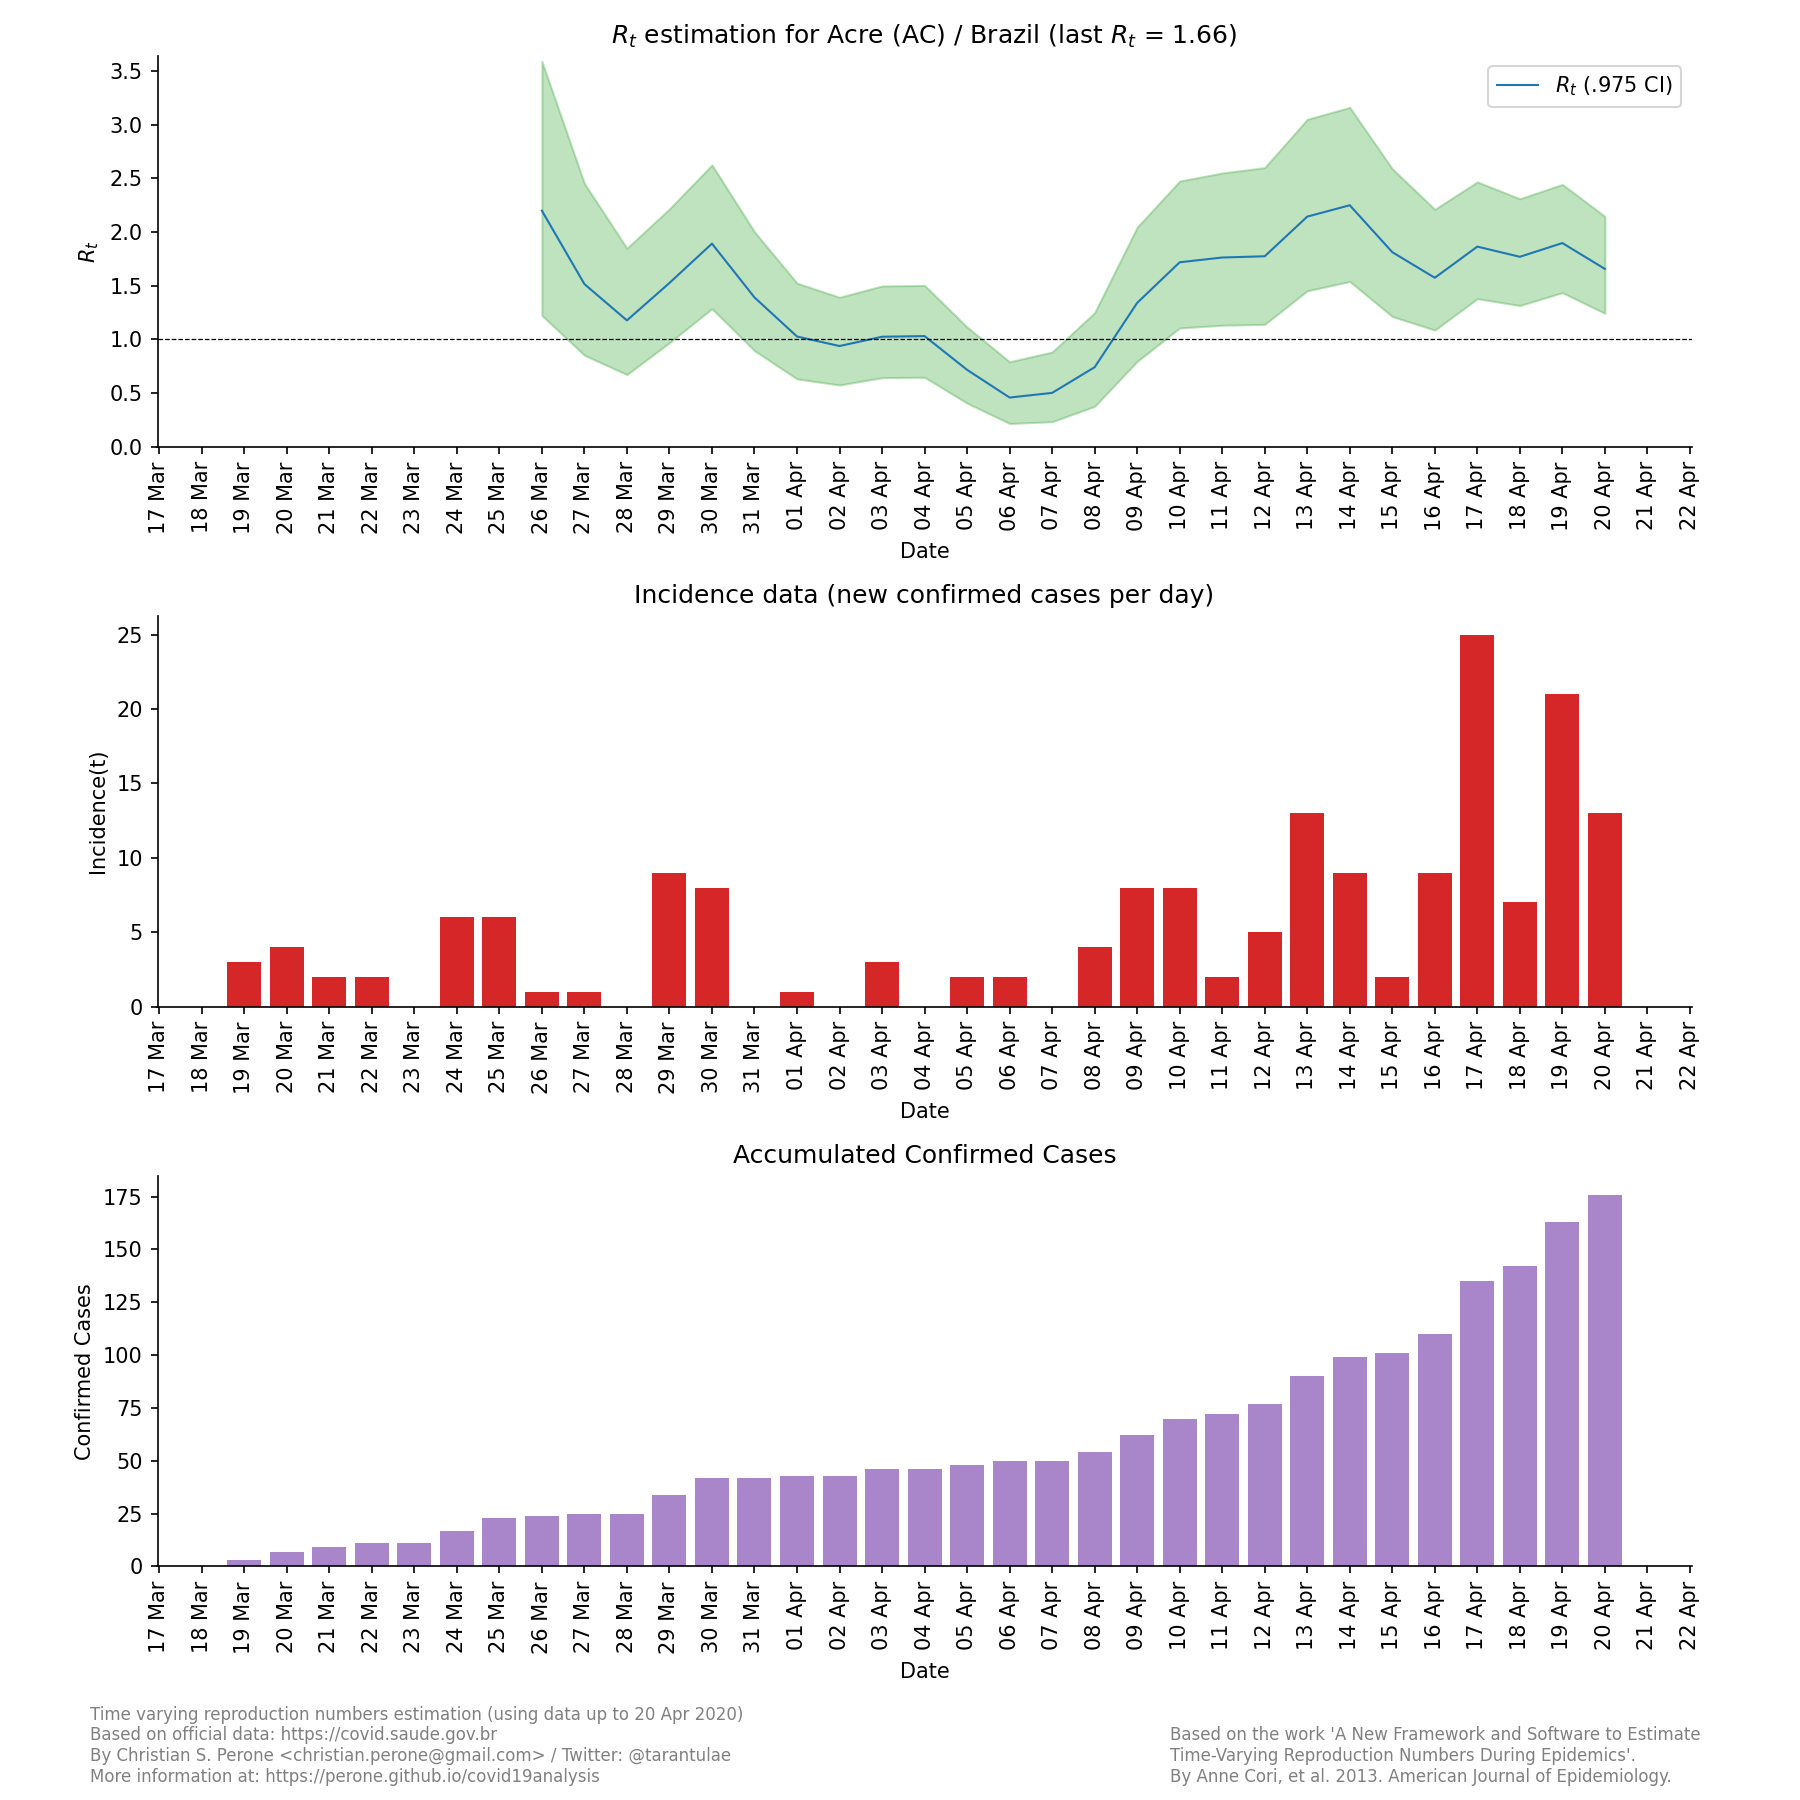 Rt estimation for Acre (AC) / Brazil (last Rt = 1.66)
Rt (.975 CI)
Rt
3.5
3.0
2.5
2.0
1.5
1.0
0.5
0.0
17 Mar 18 Mar 19 Mar 20 Mar 21 Mar 22 Mar 23 Mar 24 Mar 25 Mar 26 Mar 27 Mar 28 Mar 29 Mar 30 Mar 31 Mar 01 Apr 02 Apr 03 Apr 04 Apr 05 Apr 06 Apr 07 Apr 08 Apr 09 Apr 10 Apr 11 Apr 12 Apr 13 Apr 14 Apr 15 Apr 16 Apr 17 Apr 18 Apr 19 Apr 20 Apr 21 Apr 22 Apr
Date
Incidence data (new confirmed cases per day)
Incidence(t)
25
20
15
10
5
0
17 Mar 18 Mar 19 Mar 20 Mar 21 Mar 22 Mar 23 Mar 24 Mar 25 Mar 26 Mar 27 Mar 28 Mar 29 Mar 30 Mar 31 Mar 01 Apr 02 Apr 03 Apr 04 Apr 05 Apr 06 Apr 07 Apr 08 Apr 09 Apr 10 Apr 11 Apr 12 Apr 13 Apr 14 Apr 15 Apr 16 Apr 17 Apr 18 Apr 19 Apr 20 Apr 21 Apr 22 Apr
Date
Accumulated Confirmed Cases
Confirmed Cases
175
150
125
100
75
50
25
0
17 Mar 18 Mar 19 Mar 20 Mar 21 Mar 22 Mar 23 Mar 24 Mar 25 Mar 26 Mar 27 Mar 28 Mar 29 Mar 30 Mar 31 Mar 01 Apr 02 Apr 03 Apr 04 Apr 05 Apr 06 Apr 07 Apr 08 Apr 09 Apr 10 Apr 11 Apr 12 Apr 13 Apr 14 Apr 15 Apr 16 Apr 17 Apr 18 Apr 19 Apr 20 Apr 21 Apr 22 Apr
Date
Time varying reproduction numbers estimation (using data up to 20 Apr 2020)
Based on official data: https://covid.saude.gov.br
By Christian S. Perone <christian.perone@gmail.com> / Twitter: @tarantulae
More information at: https://perone.github.io/covid19analysis
Based on the work 'A New Framework and Software to Estimate
Time-Varying Reproduction Numbers During Epidemics'.
By Anne Cori, et al. 2013. American Journal of Epidemiology.